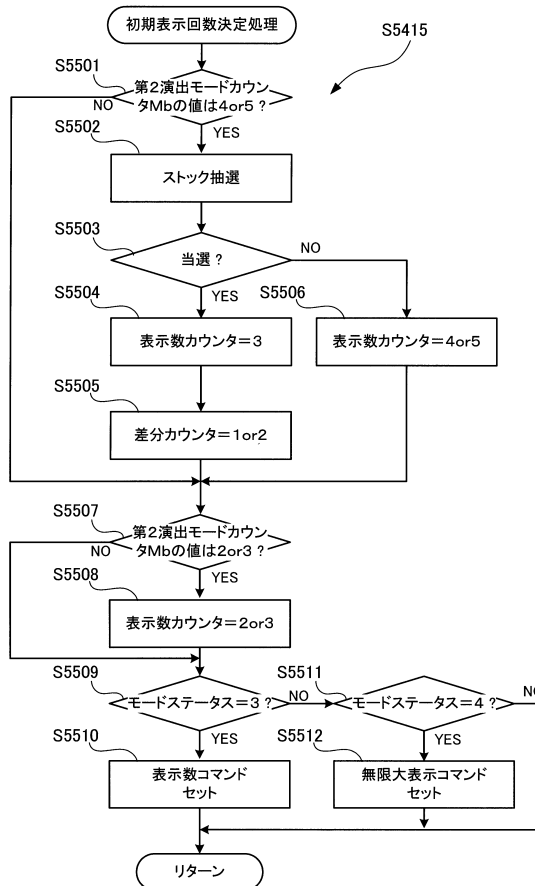 初期表示回数決定処理
S5415
S5501
第2演出モードカウン
タMbの値は4or5？
NO
YES
S5502
ストック抽選
S5503
当選？
NO
YES
S5504
表示数カウンタ＝3
S5506
表示数カウンタ＝4or5
S5505
差分カウンタ＝1or2
S5507
第2演出モードカウン
タMbの値は2or3？
NO
YES
S5508
表示数カウンタ＝2or3
S5509
モードステータス＝3？
NO
YES
S5511
モードステータス＝4？
NO
YES
S5510
表示数コマンド
セット
S5512
無限大表示コマンド
セット
リターン